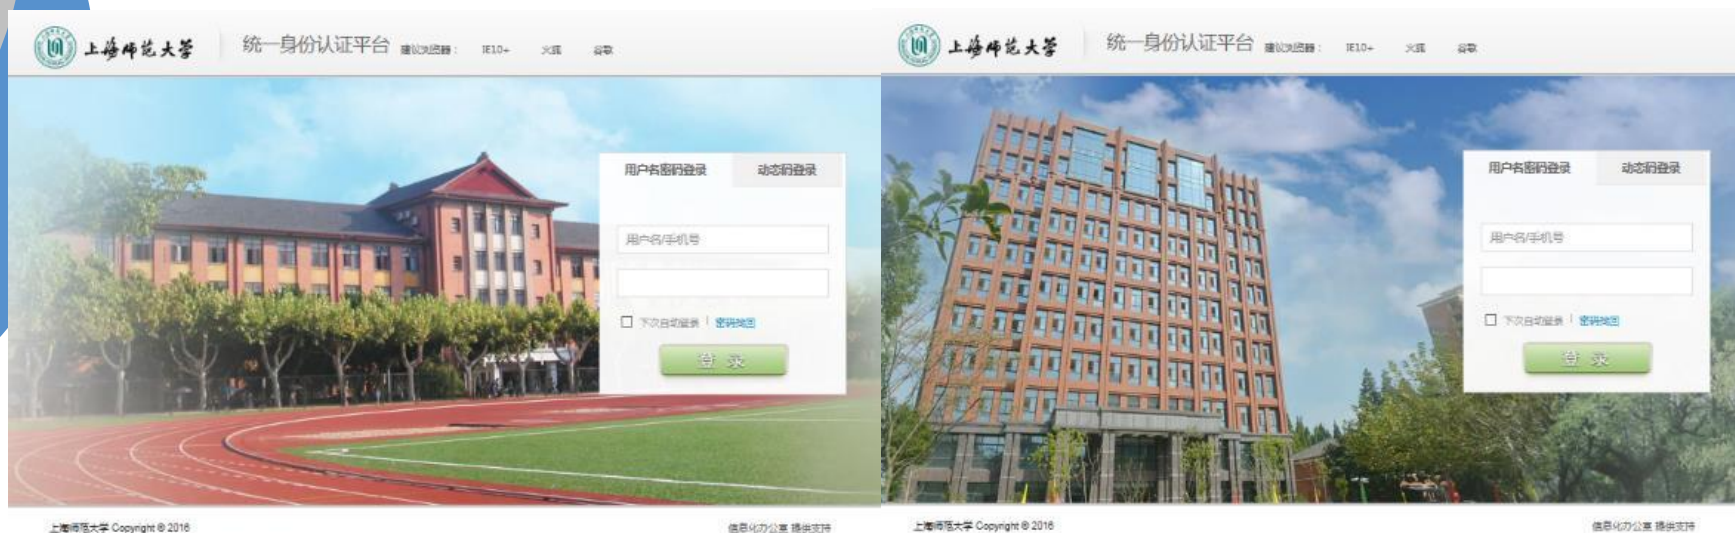 上海师范大学 统一身份认证平台 建议浏览器： IE10+ 火狐 谷歌
用户名密码登录 动态码登录
用户名/手机号
下次自动登录 | 密码找回
登 录
上海师范大学 Copyright © 2016 信息化办公室 提供支持
上海师范大学 统一身份认证平台 建议浏览器： IE10+ 火狐 谷歌
用户名密码登录 动态码登录
用户名/手机号
下次自动登录 | 密码找回
登 录
上海师范大学 Copyright © 2016 信息化办公室 提供支持